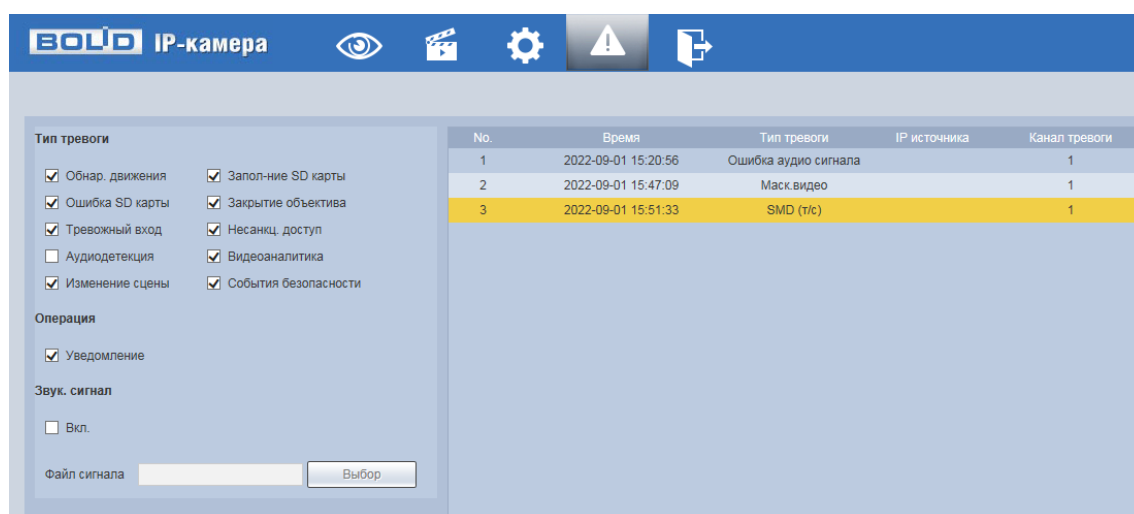 BOLID IP-камера
Тип тревоги
Обнар. движения Запол-ние SD карты
Ошибка SD карты Закрытие объектива
Тревожный вход Несанкц. доступ
Аудиодетекция Видеоаналитика
Изменение сцены События безопасности
Операция
Уведомление
Звук. сигнал
Вкл.
Файл сигнала Выбор
No. Время Тип тревоги IP источника Канал тревоги
1 2022-09-01 15:20:56 Ошибка аудио сигнала 1
2 2022-09-01 15:47:09 Маск.видео 1
3 2022-09-01 15:51:33 SMD (т/с) 1